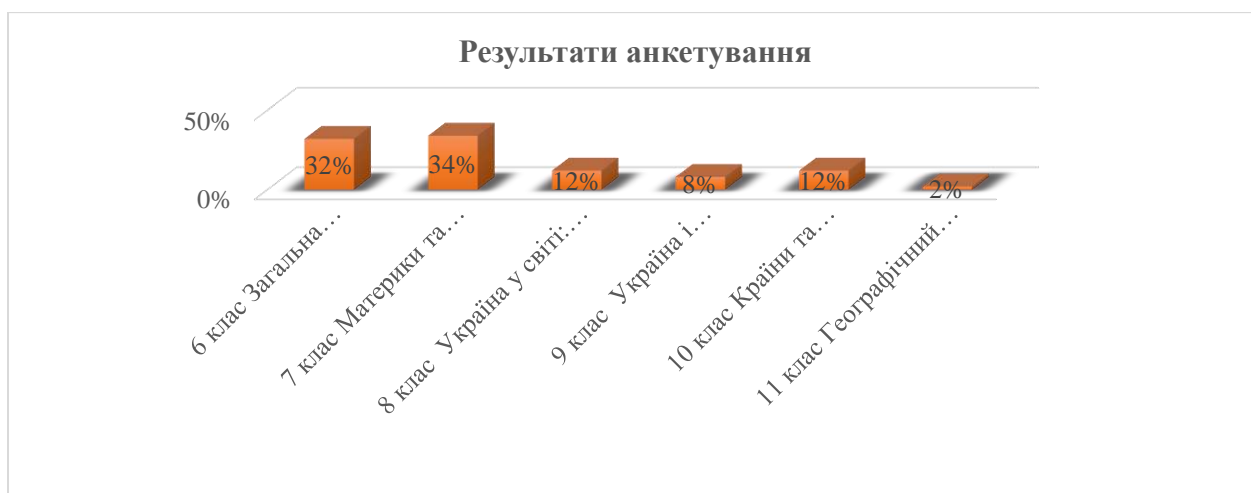 Результати анкетування
50%
0%
32%
34%
12%
8%
12%
2%
6 клас Загальна…
7 клас Материки та…
8 клас  Україна у світі:…
9 клас  Україна і…
10 клас Країни та…
11 клас Географічний…